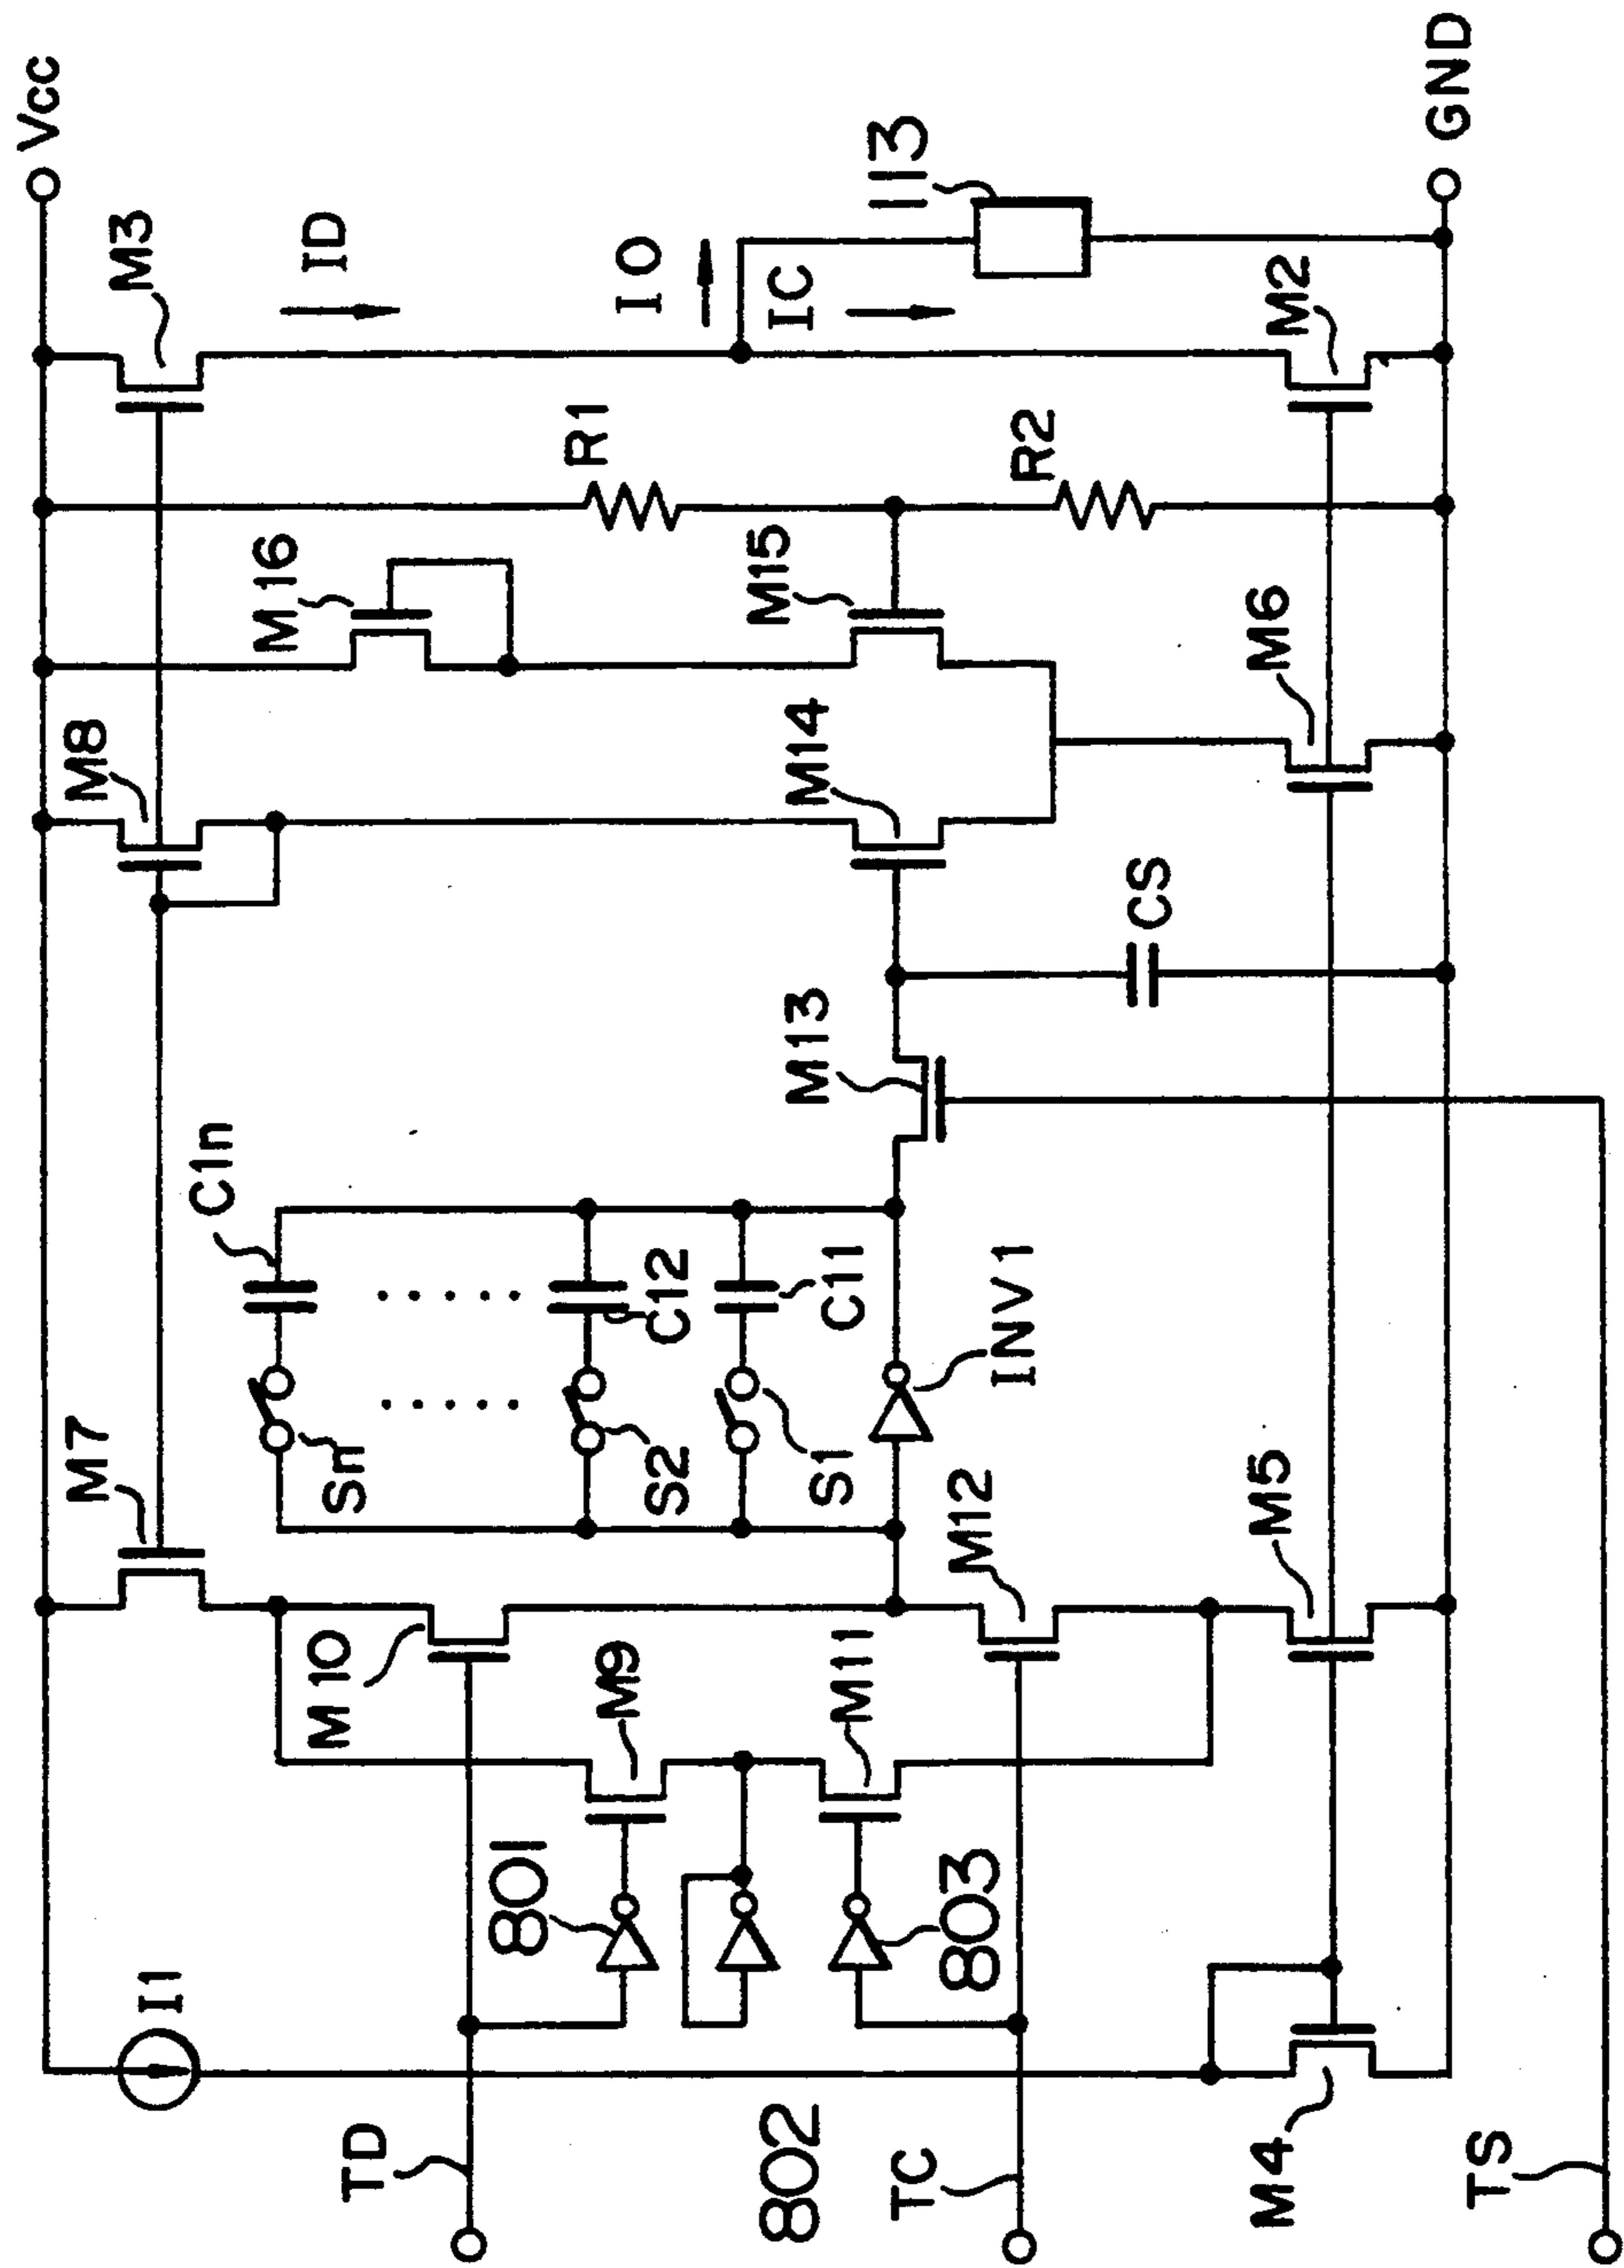 Vcc
M7
M8
M3
I1
C1n
M16
ID
M10
Sn
TD
801
R1
M9
IO
S2
C12
M15
IC
802
M13
M14
S1
C11
M11
113
TC
803
M12
INV1
R2
CS
M4
M5
M6
M2
GND
TS